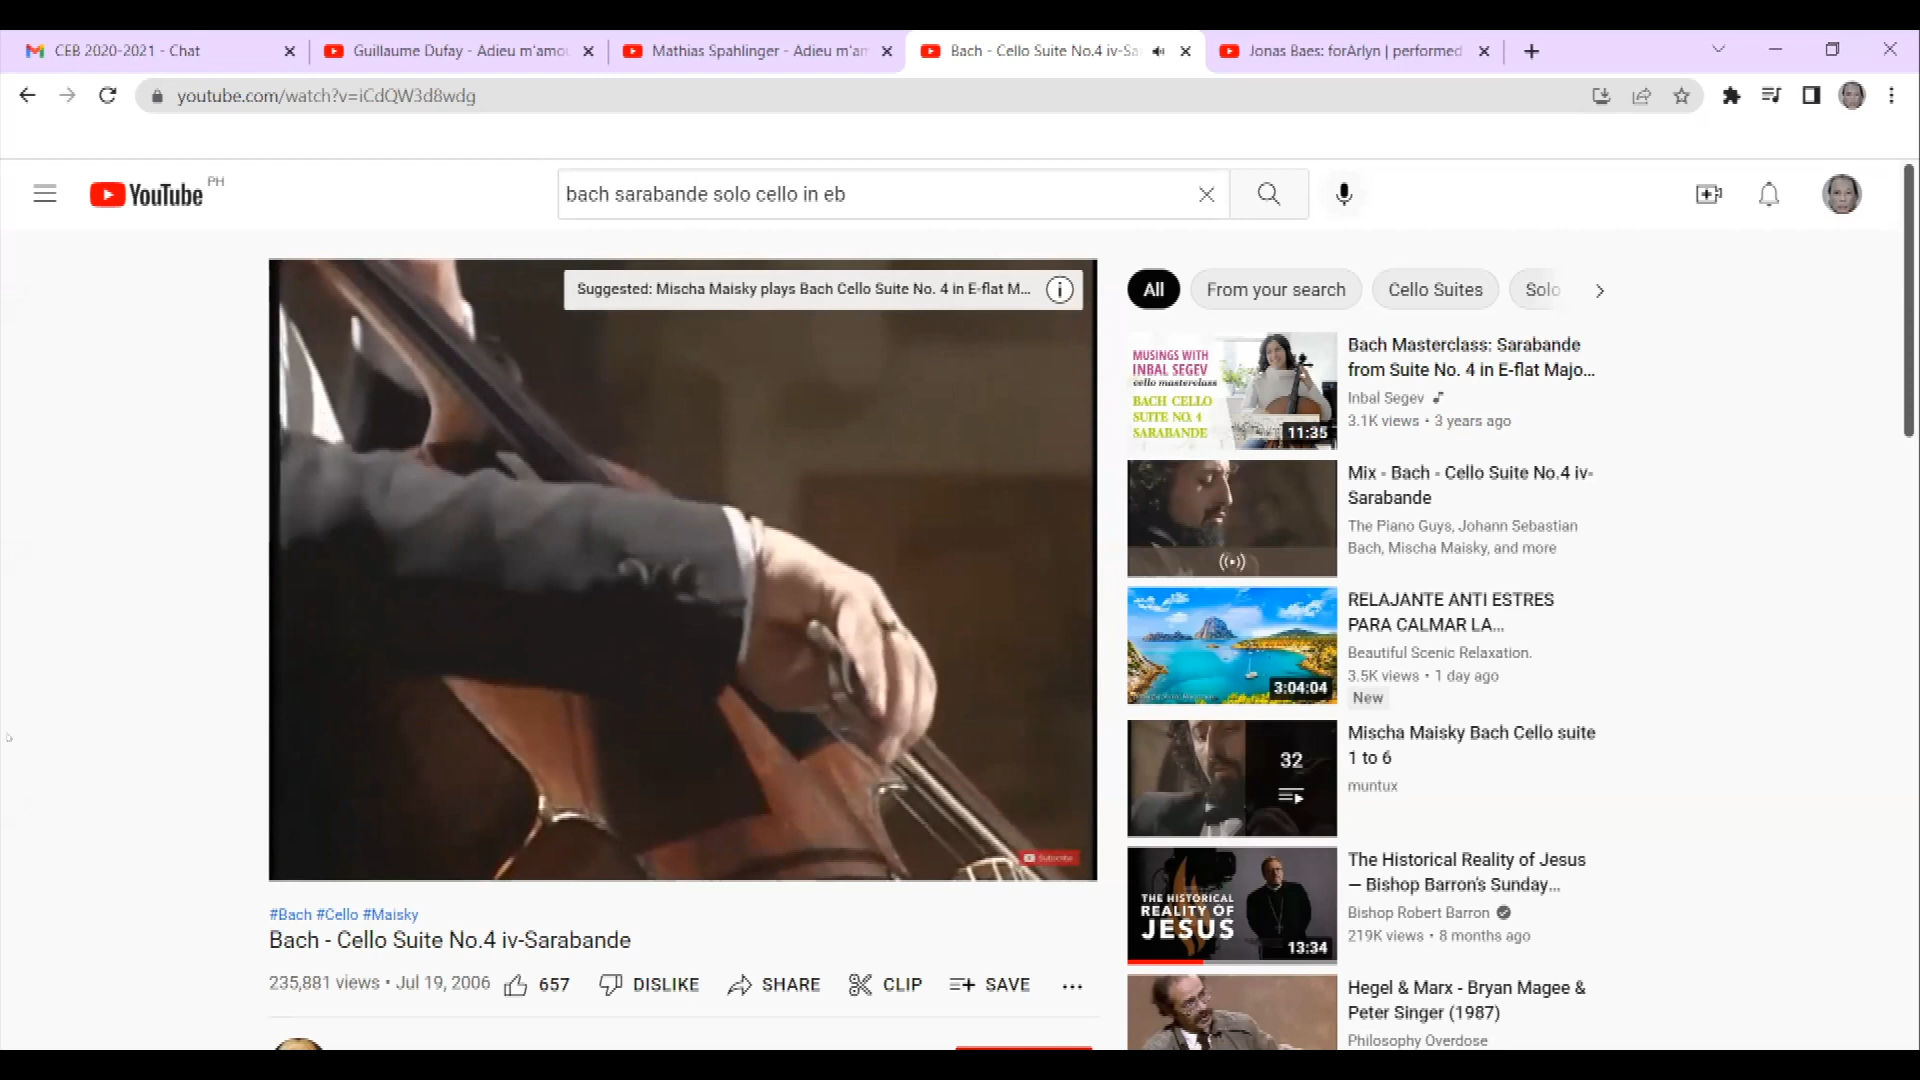 CEB 2020-2021 - Chat
Guillaume Dufay - Adieu m'amo
Mathias Spahlinger - Adieu m'am
Bach - Cello Suite No.4 iv-Sa
Jonas Baes: forArlyn | performed
youtube.com/watch?v=iCdQW3d8wdg
YouTube PH
bach sarabande solo cello in eb
Suggested: Mischa Maisky plays Bach Cello Suite No. 4 in E-flat M...
Subscribe
#Bach #Cello #Maisky
Bach - Cello Suite No.4 iv-Sarabande
235,881 views • Jul 19, 2006 657 DISLIKE SHARE CLIP SAVE
All From your search Cello Suites Solo
MUSINGS WITH
INBAL SEGEV
cello masterclass
BACH CELLO
SUITE NO. 4
SARABANDE
11:35
Bach Masterclass: Sarabande
from Suite No. 4 in E-flat Majo...
Inbal Segev
3.1K views • 3 years ago
Mix - Bach - Cello Suite No.4 iv-
Sarabande
The Piano Guys, Johann Sebastian
Bach, Mischa Maisky, and more
3:04:04
RELAJANTE ANTI ESTRES
PARA CALMAR LA...
Beautiful Scenic Relaxation.
3.5K views • 1 day ago
New
32
Mischa Maisky Bach Cello suite
1 to 6
muntux
THE HISTORICAL
REALITY OF
JESUS
13:34
The Historical Reality of Jesus
— Bishop Barron's Sunday...
Bishop Robert Barron
219K views • 8 months ago
Hegel & Marx - Bryan Magee &
Peter Singer (1987)
Philosophy Overdose